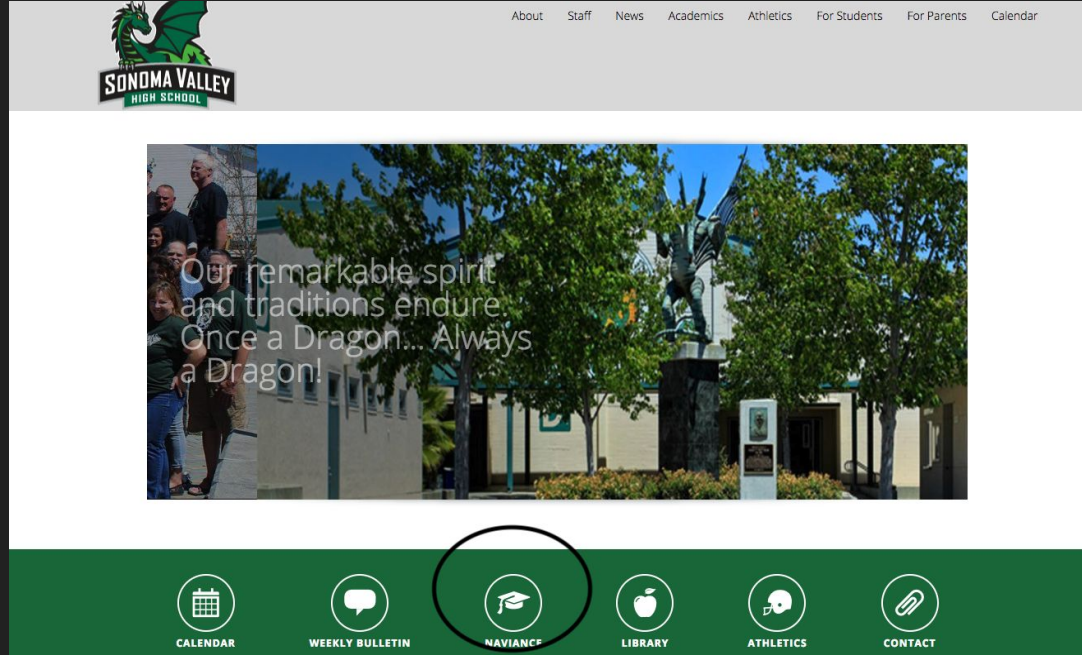 About Staff News Academics Athletics For Students For Parents Calendar
SONOMA VALLEY
HIGH SCHOOL
Our remarkable spirit
and traditions endure.
Once a Dragon... Always
a Dragon!
CALENDAR WEEKLY BULLETIN NAVIANCE LIBRARY ATHLETICS CONTACT